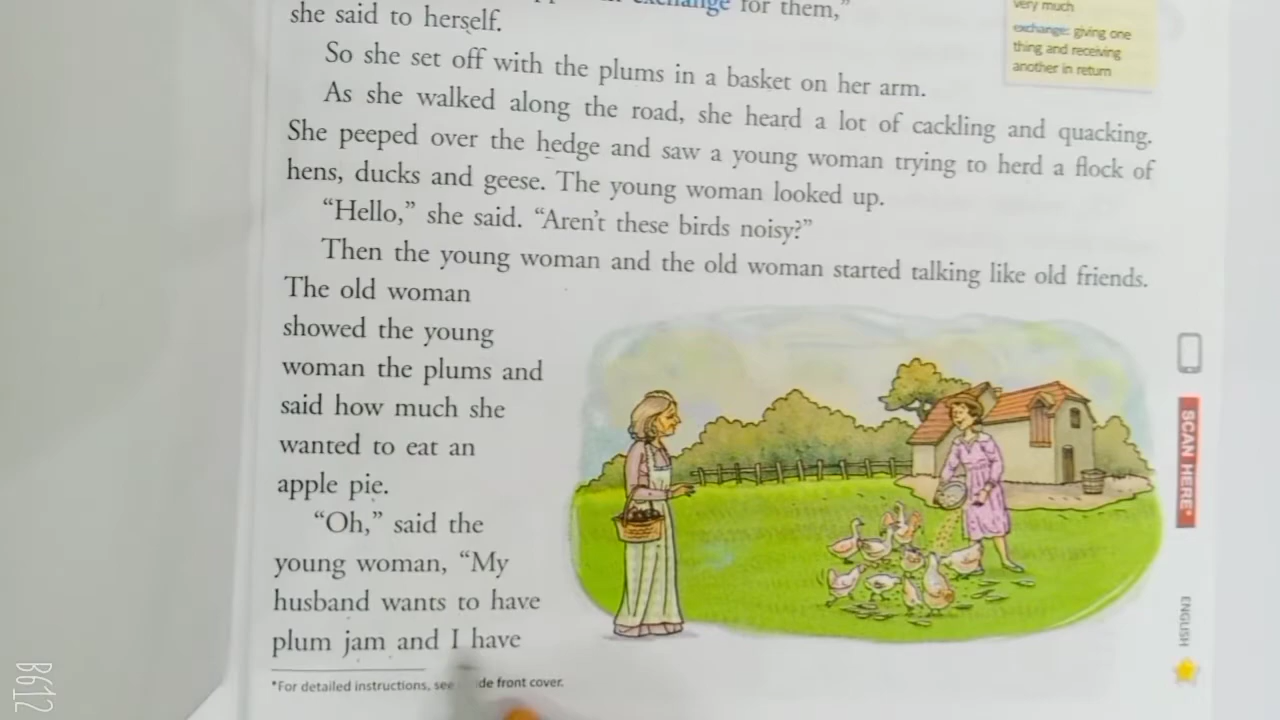 exchange for them,"
she said to herself.
So she set off with the plums in a basket on her arm.
As she walked along the road, she heard a lot of cackling and quacking.
She peeped over the hedge and saw a young woman trying to herd a flock of
hens, ducks and geese. The young woman looked up.
“Hello,” she said. “Aren’t these birds noisy?”
Then the young woman and the old woman started talking like old friends.
The old woman
showed the young
woman the plums and
said how much she
wanted to eat an
apple pie.
“Oh,” said the
young woman, “My
husband wants to have
plum jam and I have
*For detailed instructions, see de front cover.
very much
exchange: giving one
thing and receiving
another in return
SCAN HERE*
ENGLISH
B612